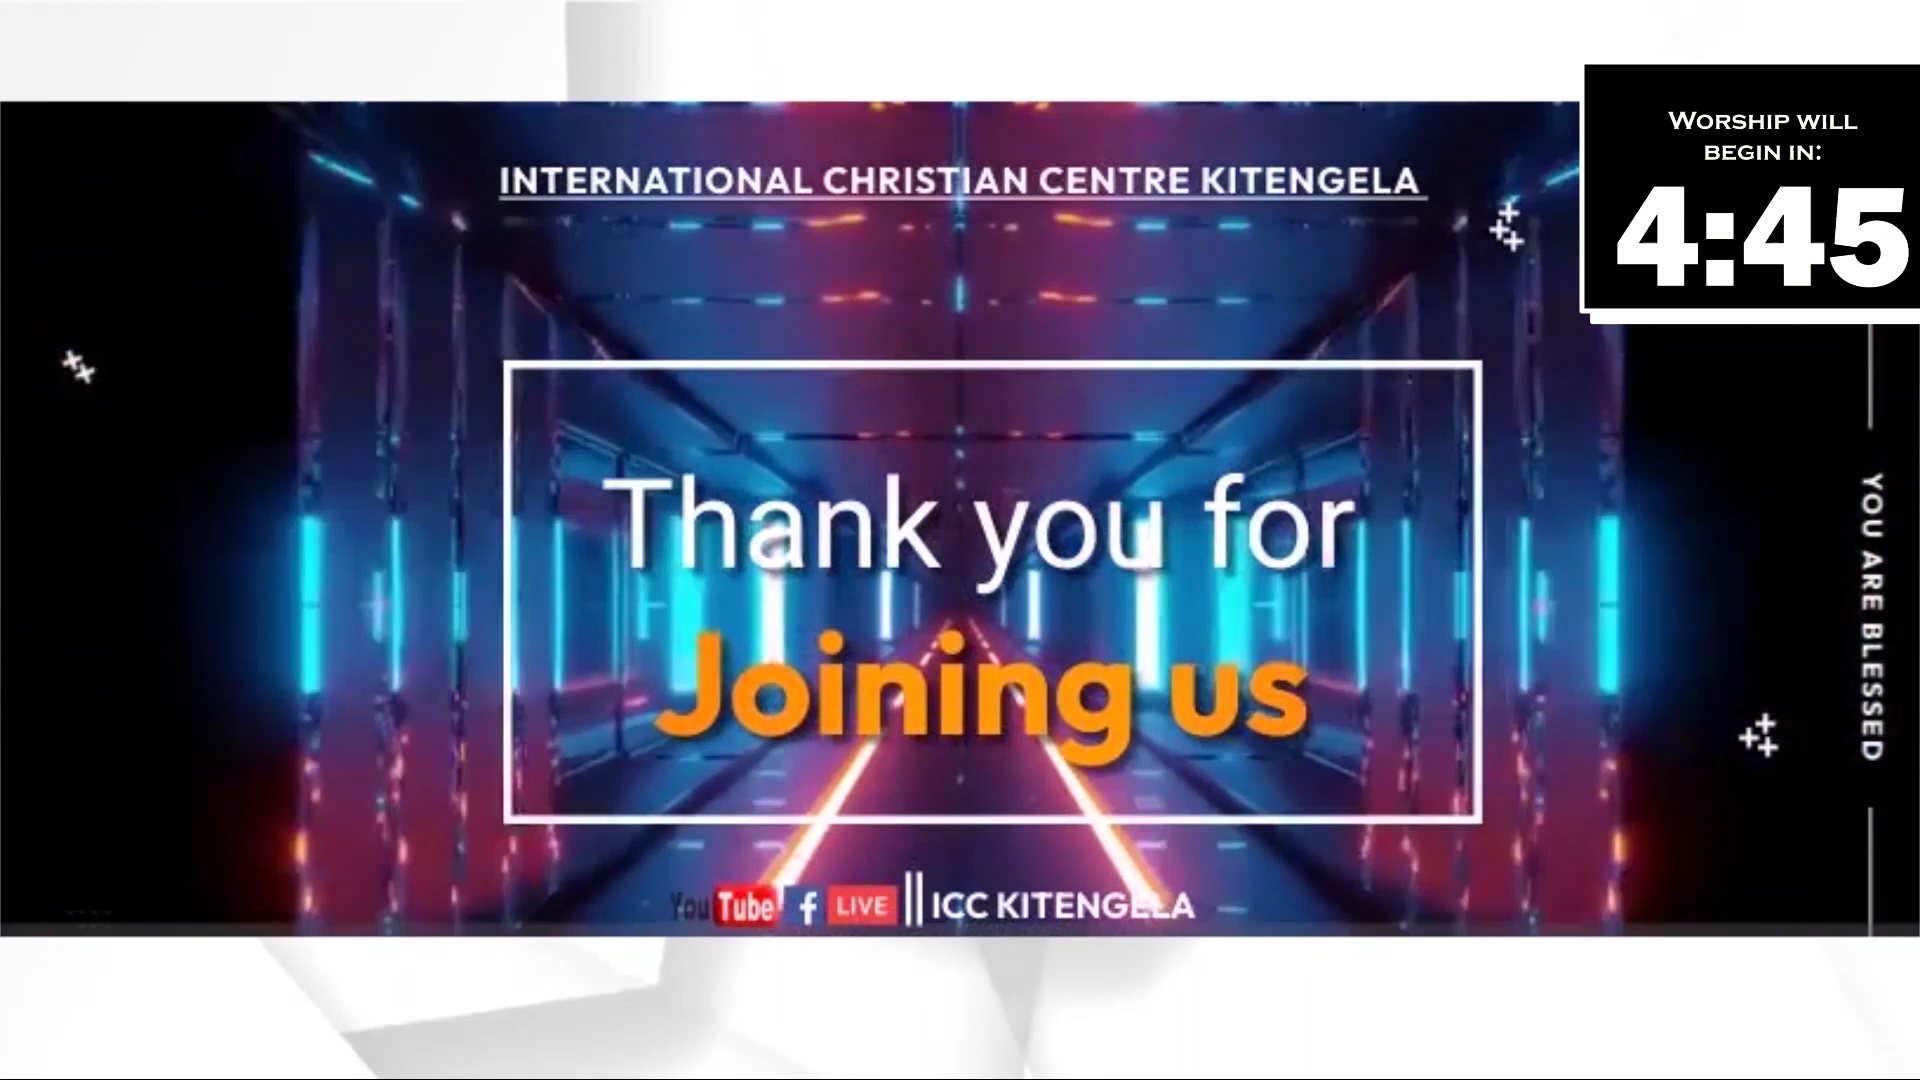 INTERNATIONAL CHRISTIAN CENTRE KITENGELA
WORSHIP WILL
BEGIN IN:
4:45
Thank you for
Joining us
YOU ARE BLESSED
YouTube f LIVE || ICC KITENGELA